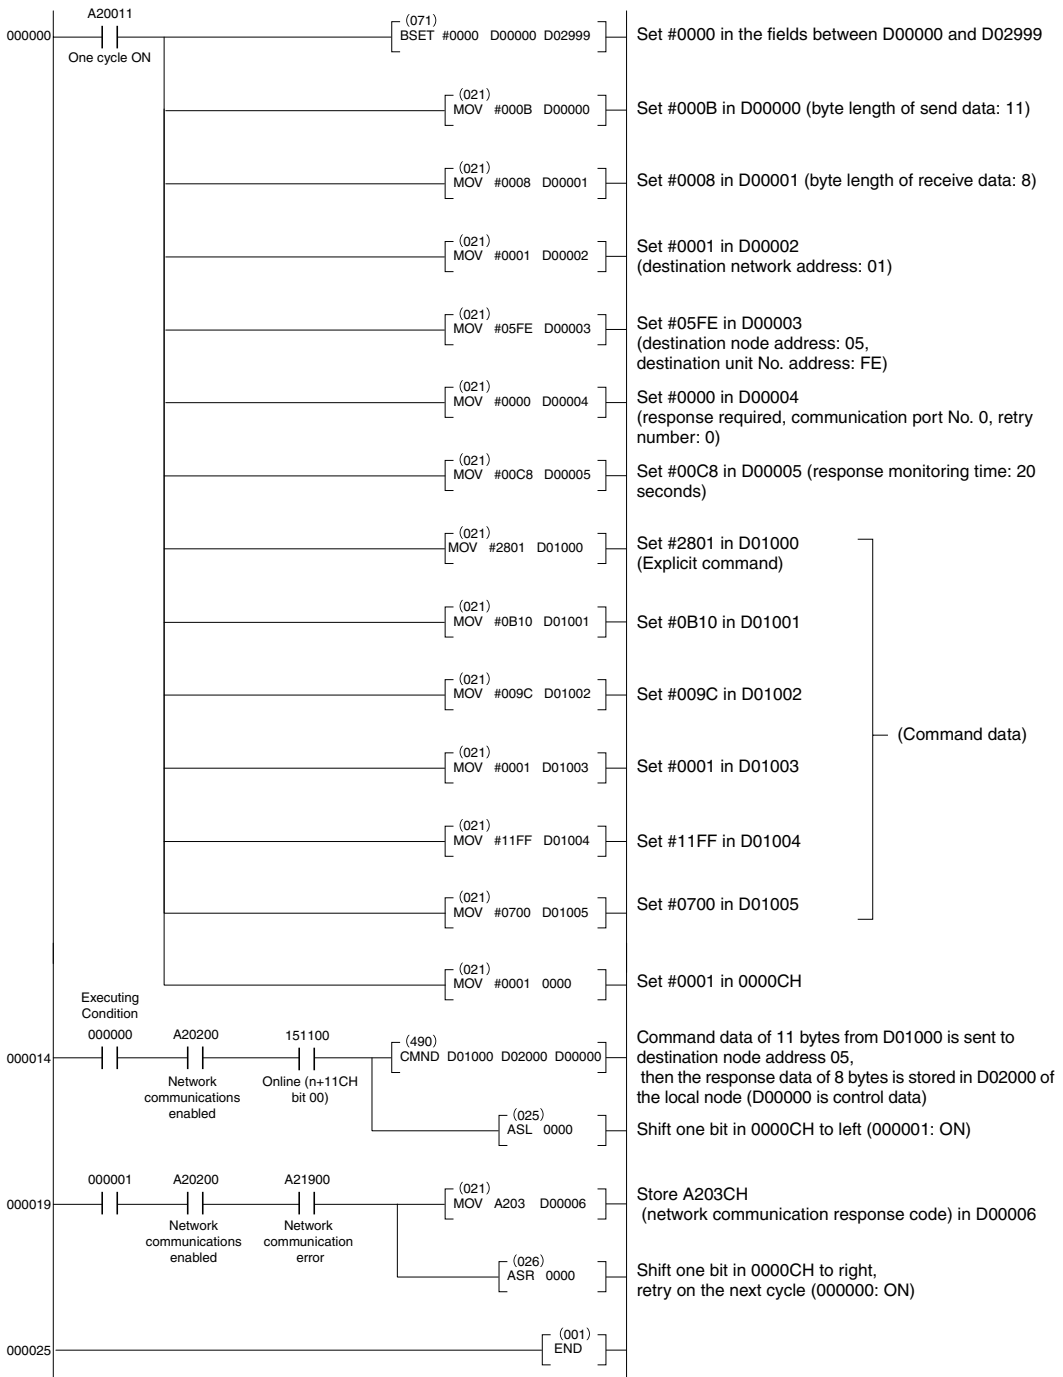 A20011
000000
One cycle ON
(071)
BSET #0000 D00000 D02999
Set #0000 in the fields between D00000 and D02999
(021)
MOV #000B D00000
Set #000B in D00000 (byte length of send data: 11)
(021)
MOV #0008 D00001
Set #0008 in D00001 (byte length of receive data: 8)
(021)
MOV #0001 D00002
Set #0001 in D00002
(destination network address: 01)
(021)
MOV #05FE D00003
Set #05FE in D00003
(destination node address: 05,
destination unit No. address: FE)
(021)
MOV #0000 D00004
Set #0000 in D00004
(response required, communication port No. 0, retry
number: 0)
(021)
MOV #00C8 D00005
Set #00C8 in D00005 (response monitoring time: 20
seconds)
(021)
MOV #2801 D01000
Set #2801 in D01000
(Explicit command)
(021)
MOV #0B10 D01001
Set #0B10 in D01001
(021)
MOV #009C D01002
Set #009C in D01002
(Command data)
(021)
MOV #0001 D01003
Set #0001 in D01003
(021)
MOV #11FF D01004
Set #11FF in D01004
(021)
MOV #0700 D01005
Set #0700 in D01005
(021)
MOV #0001 0000
Set #0001 in 0000CH
Executing
Condition
000000
A20200
151100
000014
Network
communications
enabled
Online (n+11CH
bit 00)
(490)
CMND D01000 D02000 D00000
Command data of 11 bytes from D01000 is sent to
destination node address 05,
then the response data of 8 bytes is stored in D02000 of
the local node (D00000 is control data)
(025)
ASL 0000
Shift one bit in 0000CH to left (000001: ON)
000001
A20200
A21900
000019
Network
communications
enabled
Network
communication
error
(021)
MOV A203 D00006
Store A203CH
(network communication response code) in D00006
(026)
ASR 0000
Shift one bit in 0000CH to right,
retry on the next cycle (000000: ON)
000025
(001)
END